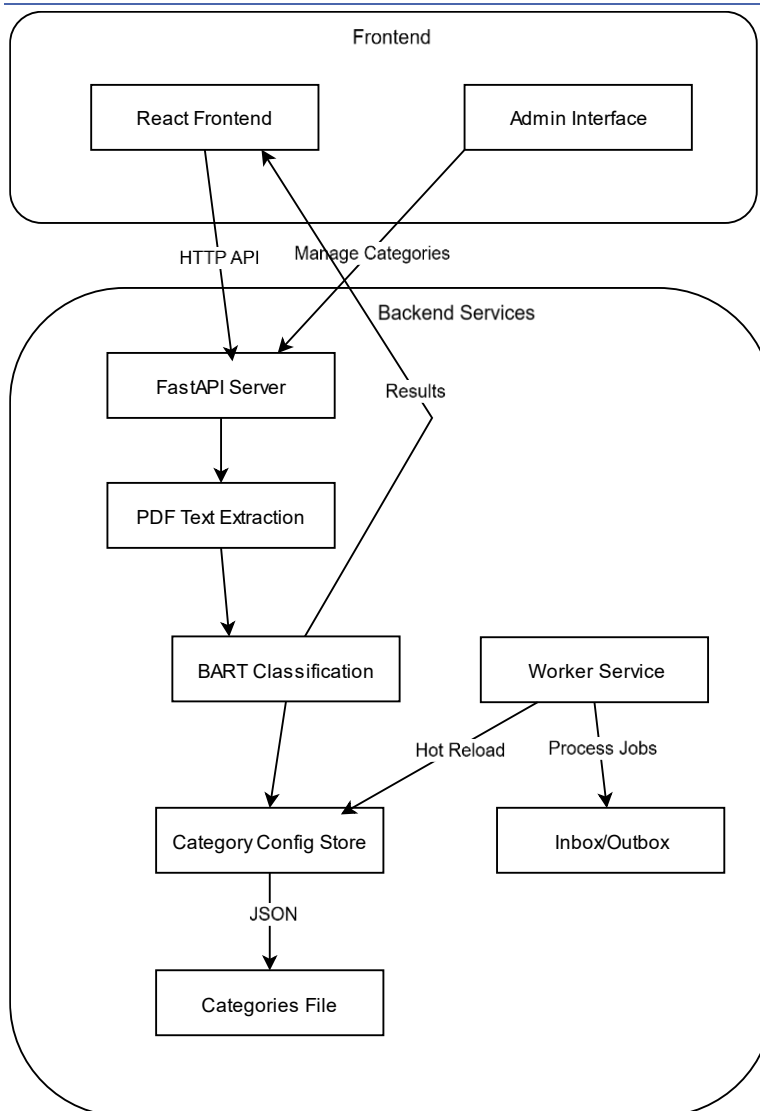 Frontend
React Frontend
Admin Interface
HTTP API
Manage Categories
Backend Services
FastAPI Server
Results
PDF Text Extraction
BART Classification
Worker Service
Hot Reload
Process Jobs
Category Config Store
Inbox/Outbox
JSON
Categories File